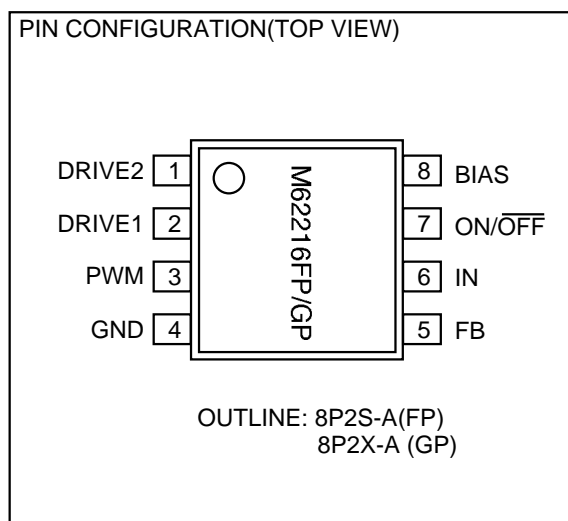 PIN CONFIGURATION(TOP VIEW)
DRIVE2 1
DRIVE1 2
PWM 3
GND 4
M62216FP/GP
8 BIAS
7 ON/OFF
6 IN
5 FB
OUTLINE: 8P2S-A(FP)
8P2X-A (GP)